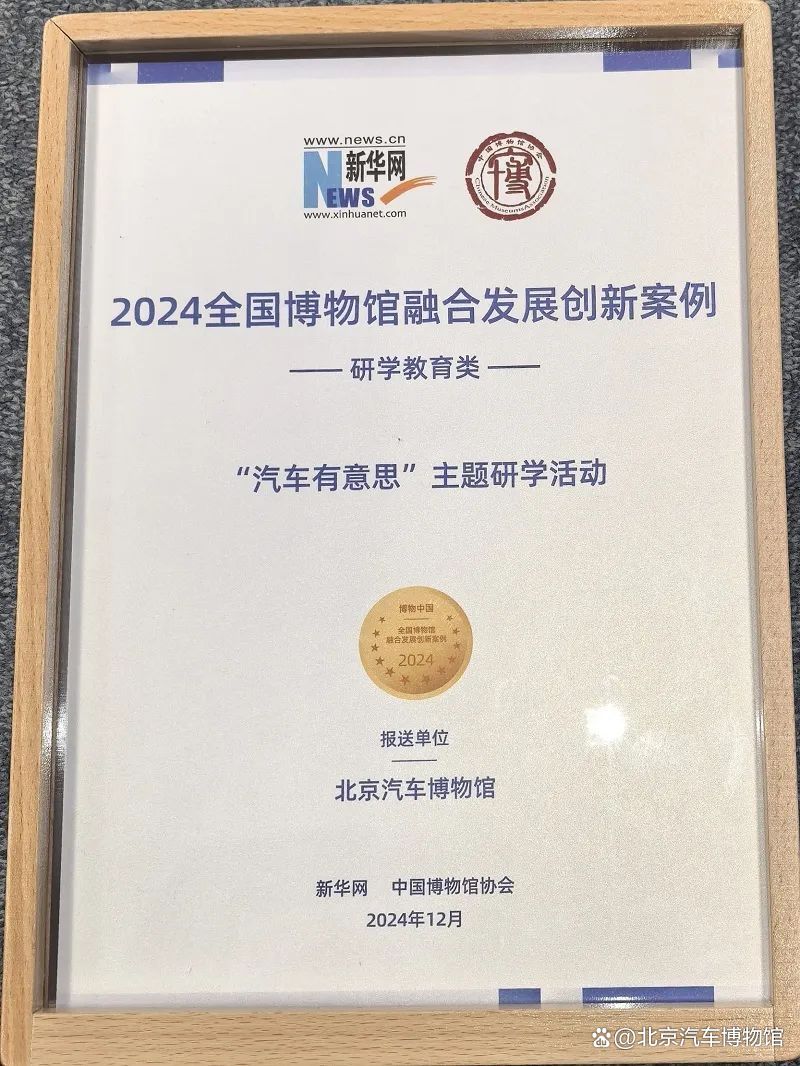 www.news.cn
新华网
NEWS
www.xinhuanet.com
中国博物馆协会
博
Chinese Museums Association
2024全国博物馆融合发展创新案例
—— 研学教育类 ——
“汽车有意思”主题研学活动
博物中国
全国博物馆
融合发展创新案例
2024
报送单位
北京汽车博物馆
新华网 中国博物馆协会
2024年12月
@北京汽车博物馆